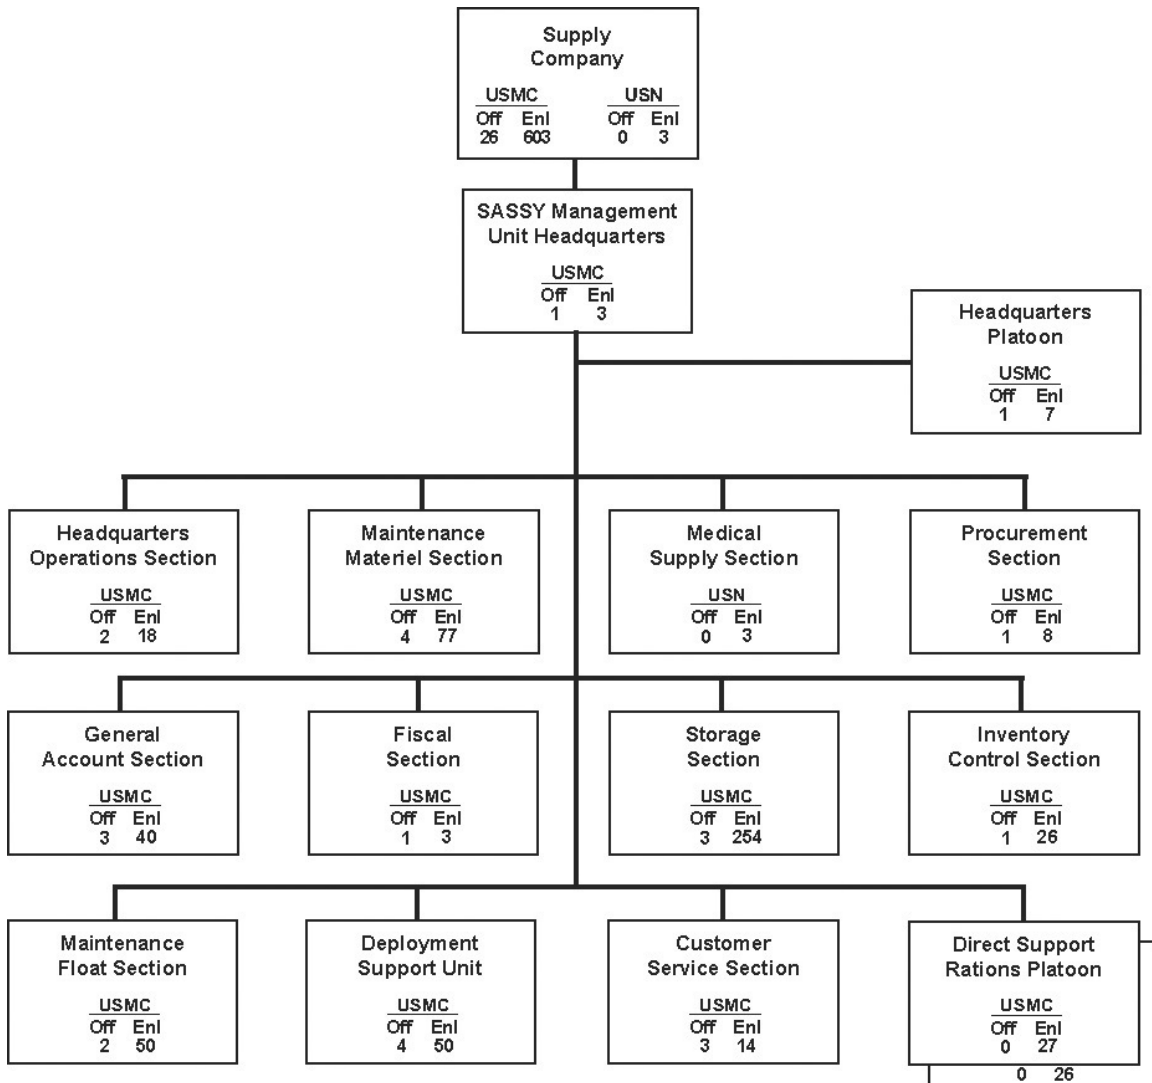 Supply
Company
USMC USN
Off Enl Off Enl
26 603 0 3
SASSY Management
Unit Headquarters
USMC
Off Enl
1 3
Headquarters
Platoon
USMC
Off Enl
1 7
Headquarters
Operations Section
USMC
Off Enl
2 18
Maintenance
Materiel Section
USMC
Off Enl
4 77
Medical
Supply Section
USN
Off Enl
0 3
Procurement
Section
USMC
Off Enl
1 8
General
Account Section
USMC
Off Enl
3 40
Fiscal
Section
USMC
Off Enl
1 3
Storage
Section
USMC
Off Enl
3 254
Inventory
Control Section
USMC
Off Enl
1 26
Maintenance
Float Section
USMC
Off Enl
2 50
Deployment
Support Unit
USMC
Off Enl
4 50
Customer
Service Section
USMC
Off Enl
3 14
Direct Support
Rations Platoon
USMC
Off Enl
0 27
0 26